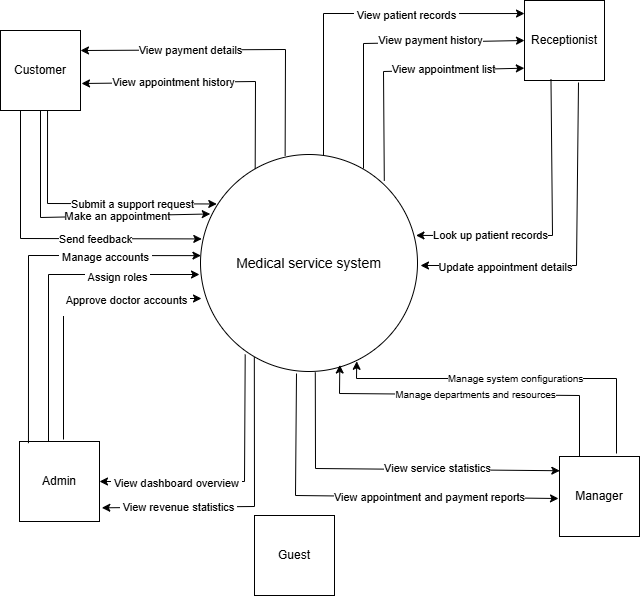 View patient records
Receptionist
View payment history
View payment details
Customer
View appointment list
View appointment history
Submit a support request
Make an appointment
Send feedback
Look up patient records
Manage accounts
Medical service system
Update appointment details
Assign roles
Approve doctor accounts
Manage system configurations
Manage departments and resources
View service statistics
Admin
View dashboard overview
View appointment and payment reports
Manager
View revenue statistics
Guest